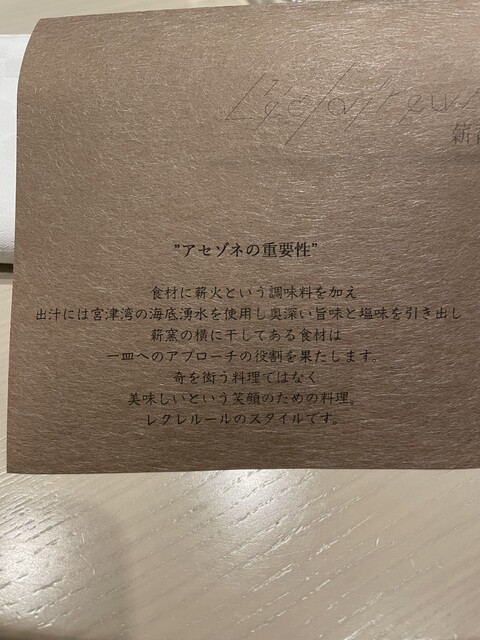 L'éclaireu
薪
”アセゾネの重要性”
食材に薪火という調味料を加え
出汁には宮津湾の海底湧水を使用し奥深い旨味と塩味を引き出し
薪窯の横に干してある食材は
一皿へのアプローチの役割を果たします。
奇を衒う料理ではなく
美味しいという笑顔のための料理。
レクレルールのスタイルです。